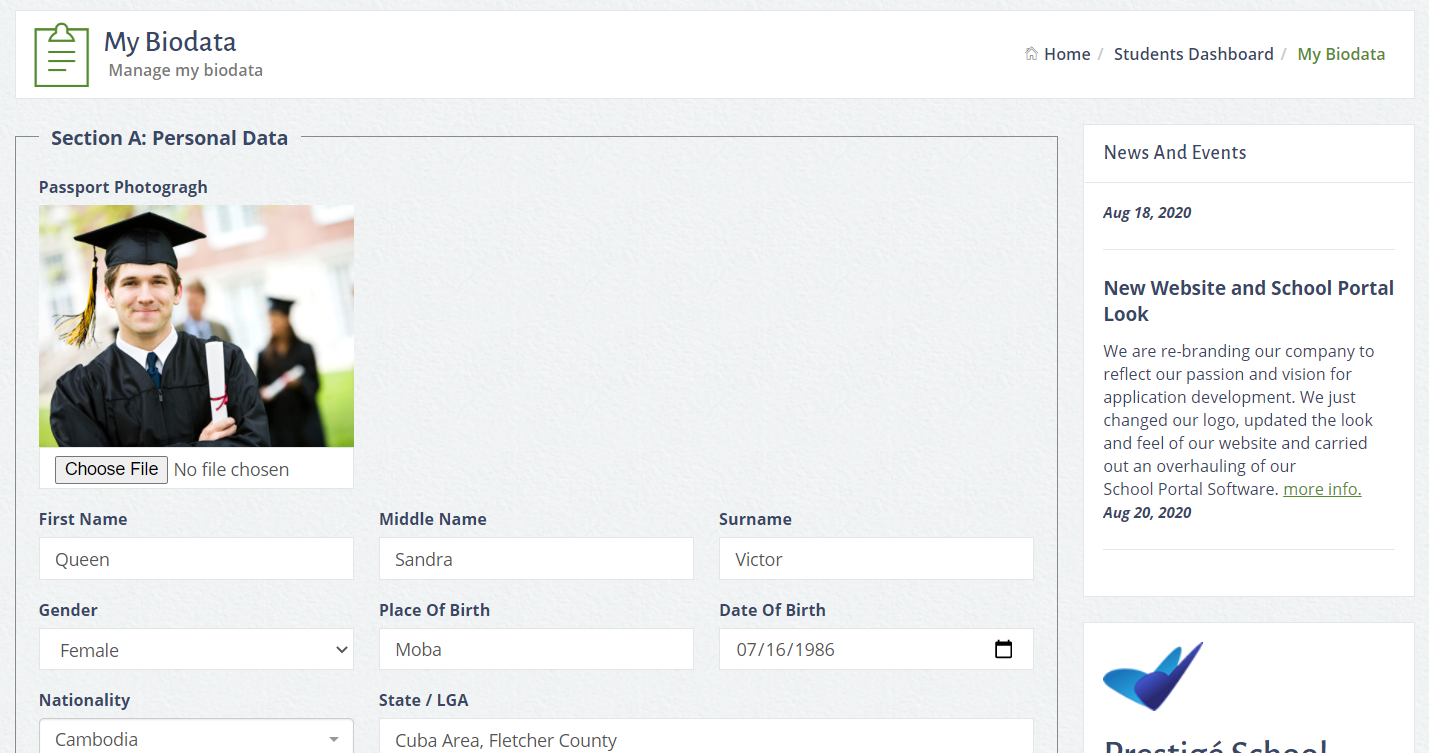 My Biodata
Manage my biodata
Home / Students Dashboard / My Biodata
Section A: Personal Data
Passport Photogragh
Choose File No file chosen
First Name
Middle Name
Surname
Queen
Sandra
Victor
Gender
Place Of Birth
Date Of Birth
Female
Moba
07/16/1986
Nationality
State / LGA
Cambodia
Cuba Area, Fletcher County
News And Events
Aug 18, 2020
New Website and School Portal
Look
We are re-branding our company to
reflect our passion and vision for
application development. We just
changed our logo, updated the look
and feel of our website and carried
out an overhauling of our
School Portal Software. more info.
Aug 20, 2020
Prestigé School